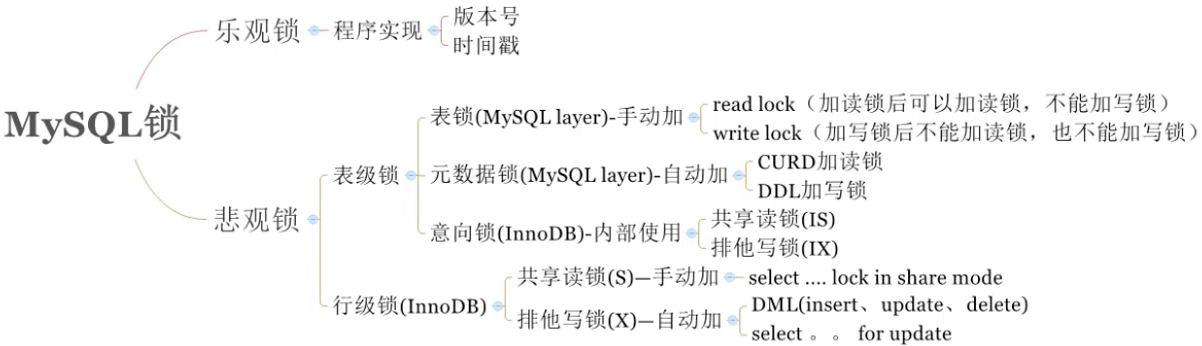 MySQL锁
乐观锁
程序实现
版本号
时间戳
悲观锁
表级锁
表锁(MySQL layer)-手动加
read lock（加读锁后可以加读锁，不能加写锁）
write lock（加写锁后不能加读锁，也不能加写锁）
元数据锁(MySQL layer)-自动加
CURD加读锁
DDL加写锁
意向锁(InnoDB)-内部使用
共享读锁(IS)
排他写锁(IX)
行级锁(InnoDB)
共享读锁(S)—手动加
select .... lock in share mode
排他写锁(X)—自动加
DML(insert、update、delete)
select 。。 for update